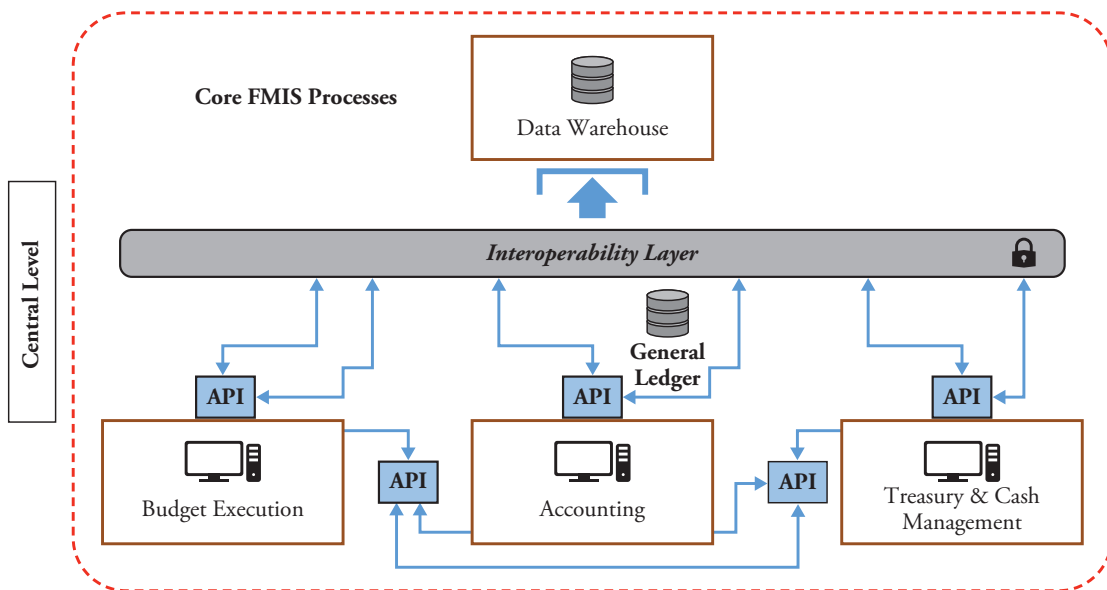 Core FMIS Processes
Data Warehouse
Central Level
Interoperability Layer
General
Ledger
API
API
API
Budget Execution
API
Accounting
API
Treasury & Cash
Management